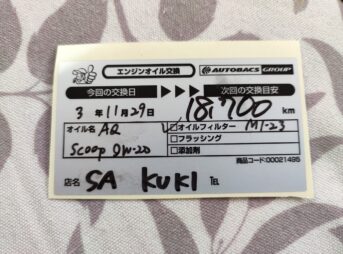 エンジンオイル交換 AUTOBACS GROUP
今回の交換日 ▶▶▶ 次回の交換目安
3 年 11月 29日 18,700 km
オイル名 AQ ☑オイルフィルター M1-23
Scoop 0W-20 □フラッシング
□添加剤
商品コード:00021495
店名 SA KUKI TEL